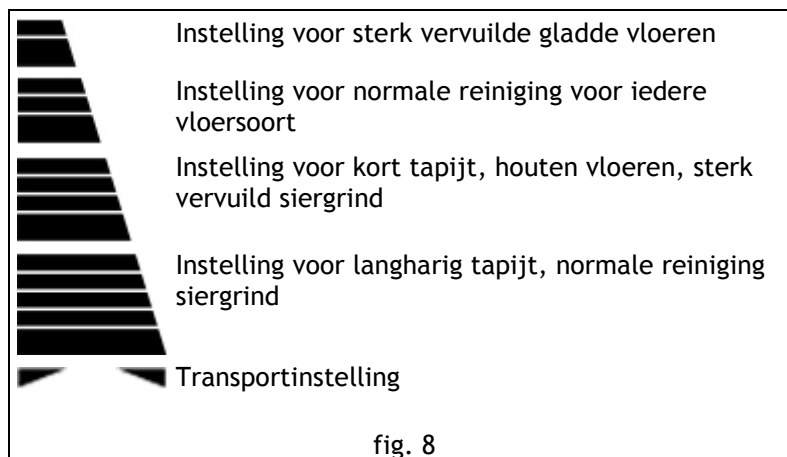 Instelling voor sterk vervuilde gladde vloeren
Instelling voor normale reiniging voor iedere
vloersoort
Instelling voor kort tapijt, houten vloeren, sterk
vervuild siergrind
Instelling voor langharig tapijt, normale reiniging
siergrind
Transportinstelling
fig. 8